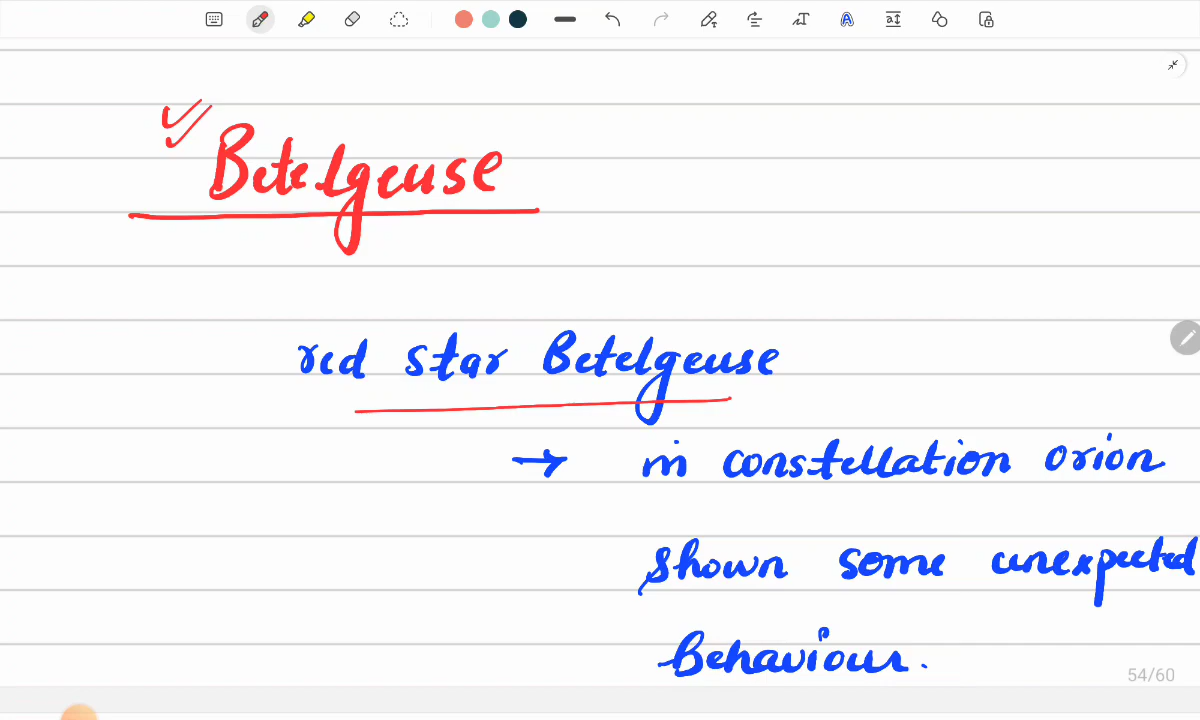 Betelgeuse
red star Betelgeuse
→ in constellation orion
shown some unexpected
Behaviour.
54/60